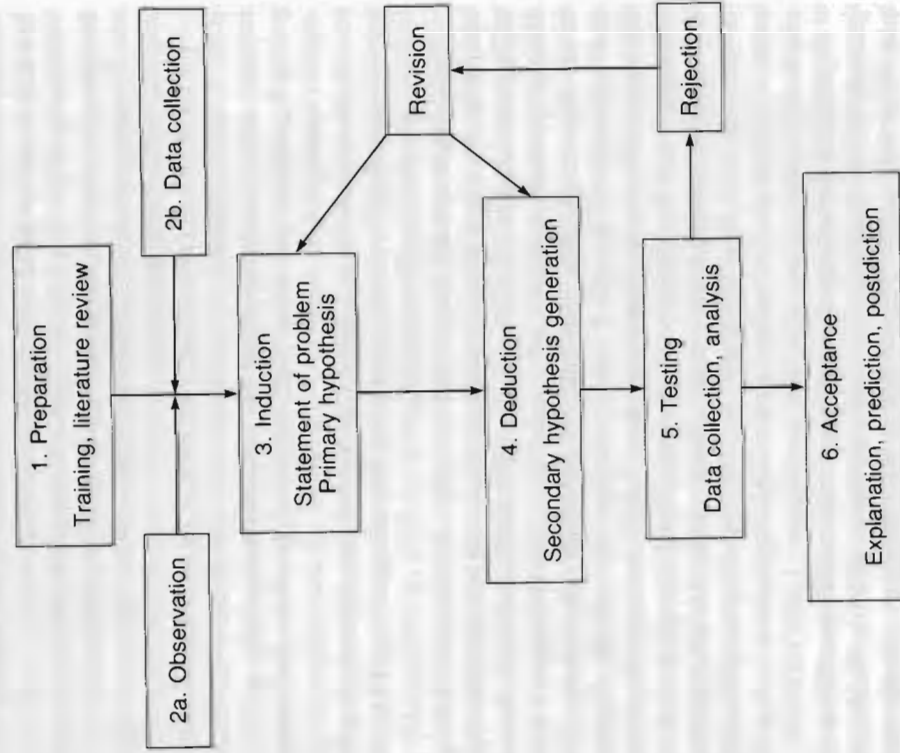 1. Preparation
Training, literature review
2a. Observation
2b. Data collection
3. Induction
Statement of problem
Primary hypothesis
Revision
4. Deduction
Secondary hypothesis generation
5. Testing
Data collection, analysis
Rejection
6. Acceptance
Explanation, prediction, postdiction